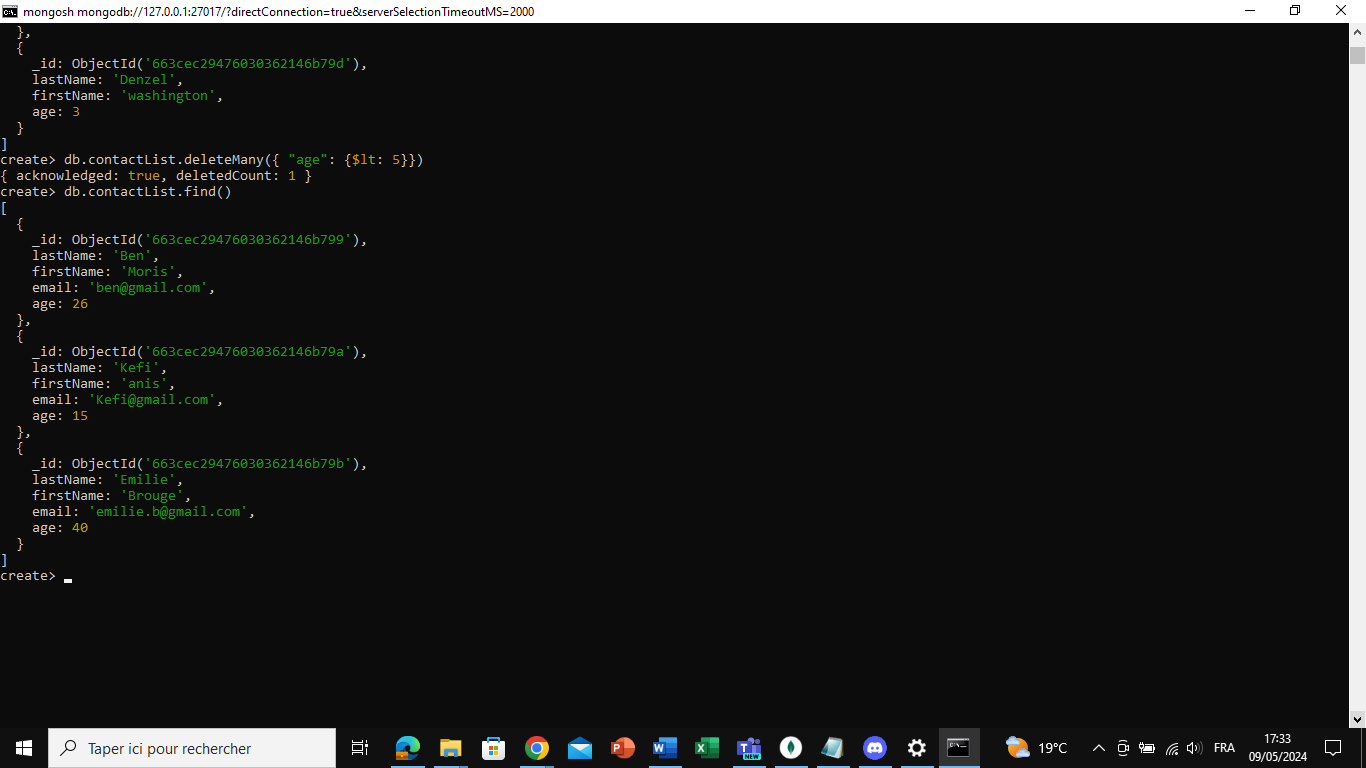 mongosh mongodb://127.0.0.1:27017/?directConnection=true&serverSelectionTimeoutMS=2000
  },
  {
    _id: ObjectId('663cec29476030362146b79d'),
    lastName: 'Denzel',
    firstName: 'washington',
    age: 3
  }
]
create> db.contactList.deleteMany({ "age": {$lt: 5}})
{ acknowledged: true, deletedCount: 1 }
create> db.contactList.find()
[
  {
    _id: ObjectId('663cec29476030362146b799'),
    lastName: 'Ben',
    firstName: 'Moris',
    email: 'ben@gmail.com',
    age: 26
  },
  {
    _id: ObjectId('663cec29476030362146b79a'),
    lastName: 'Kefi',
    firstName: 'anis',
    email: 'Kefi@gmail.com',
    age: 15
  },
  {
    _id: ObjectId('663cec29476030362146b79b'),
    lastName: 'Emilie',
    firstName: 'Brouge',
    email: 'emilie.b@gmail.com',
    age: 40
  }
]
create>
Taper ici pour rechercher
NEW
19°C
FRA
17:33
09/05/2024